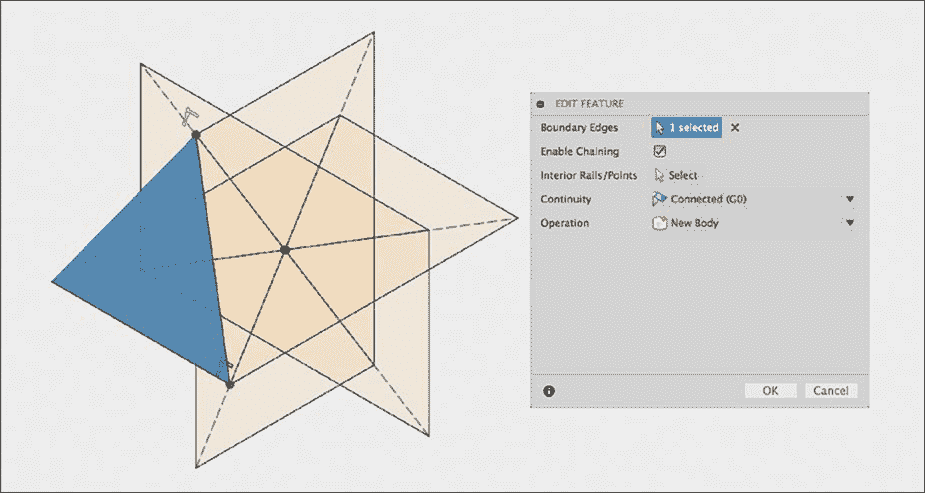 EDIT FEATURE
Boundary Edges 1 selected
Enable Chaining
Interior Rails/Points Select
Continuity Connected (G0)
Operation New Body
OK Cancel